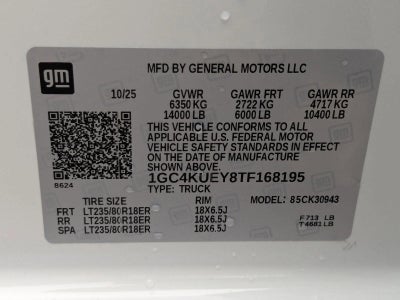 gm
MFD BY GENERAL MOTORS LLC
10/25 GVWR GAWR FRT GAWR RR
6350 KG 2722 KG 4717 KG
14000 LB 6000 LB 10400 LB
THIS VEHICLE CONFORMS TO ALL
APPLICABLE U.S. FEDERAL MOTOR
VEHICLE SAFETY STANDARDS IN EFFECT
ON THE DATE OF MANUFACTURE
SHOWN ABOVE.
8624 1GC4KUEY8TF168195
TYPE: TRUCK
TIRE SIZE RIM MODEL: 85CK30943
FRT LT235/80R18ER 18X6.5J
RR LT235/80R18ER 18X6.5J F713 LB
SPA LT235/80R18ER 18X6.5J T4681LB